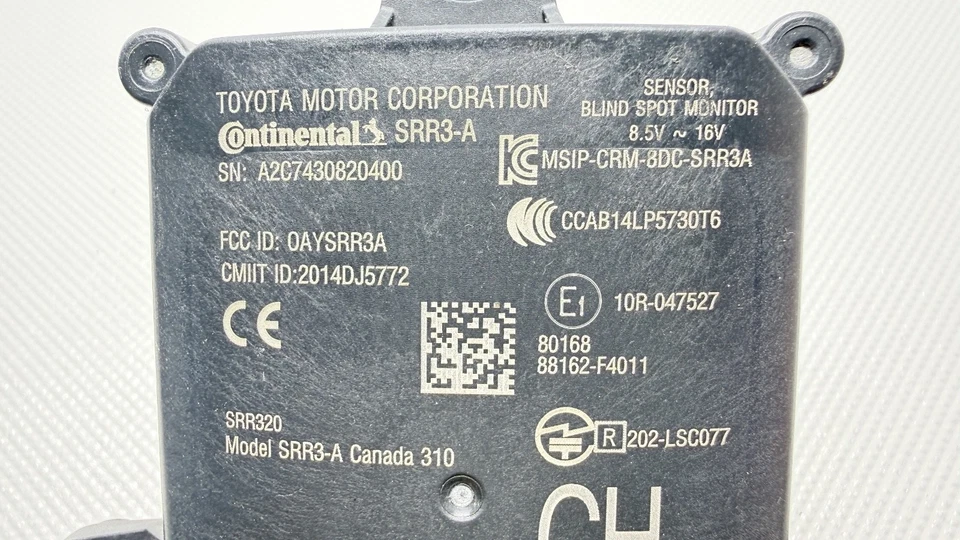 TOYOTA MOTOR CORPORATION
Continental SRR3-A
SN: A2C7430820400
SENSOR,
BLIND SPOT MONITOR
8.5V ~ 16V
KC MSIP-CRM-8DC-SRR3A
CCAB14LP5730T6
FCC ID: OAYSRR3A
CMIIT ID:2014DJ5772
CE
E1 10R-047527
80168
88162-F4011
SRR320
Model SRR3-A Canada 310
R 202-LSC077
CH